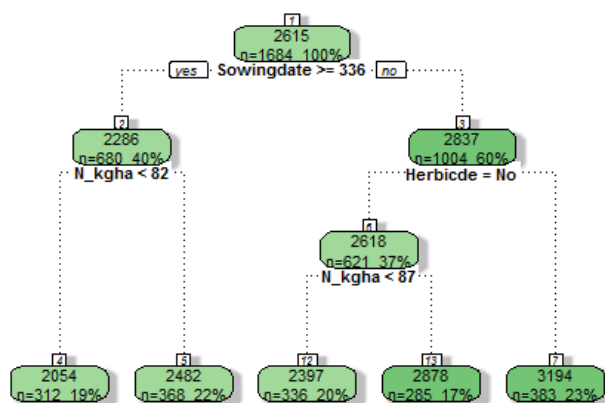 1
2615
n=1684 100%
yes Sowingdate >= 336 no
2
2286
n=680 40%
N_kgha < 82
3
2837
n=1004 60%
Herbicde = No
6
2618
n=621 37%
N_kgha < 87
4
2054
n=312 19%
5
2482
n=368 22%
12
2397
n=336 20%
13
2878
n=285 17%
7
3194
n=383 23%